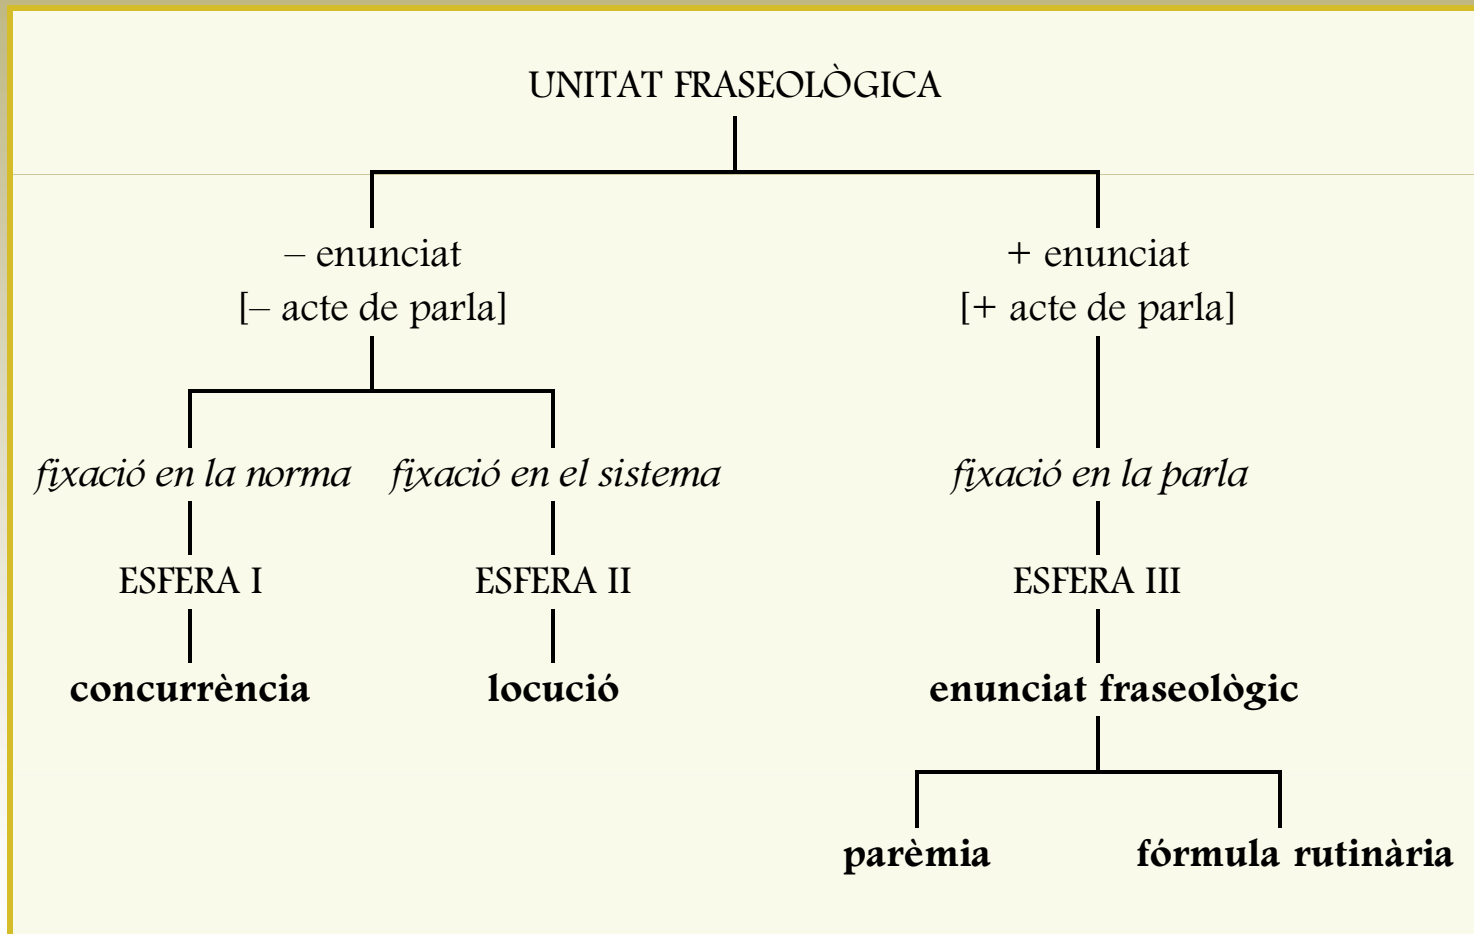 UNITAT FRASEOLÒGICA
– enunciat
[– acte de parla]
+ enunciat
[+ acte de parla]
fixació en la norma
fixació en el sistema
fixació en la parla
ESFERA I
ESFERA II
ESFERA III
concurrència
locució
enunciat fraseològic
parèmia
fórmula rutinària